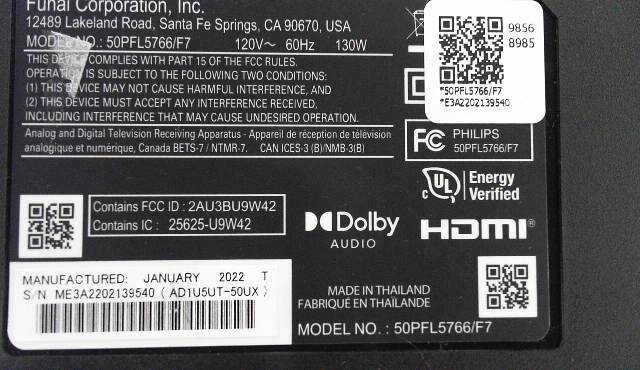 Funai Corporation, Inc.
12489 Lakeland Road, Santa Fe Springs, CA 90670, USA
MODEL NO.: 50PFL5766/F7 120V~ 60Hz 130W
THIS DEVICE COMPLIES WITH PART 15 OF THE FCC RULES.
OPERATION IS SUBJECT TO THE FOLLOWING TWO CONDITIONS:
(1) THIS DEVICE MAY NOT CAUSE HARMFUL INTERFERENCE, AND
(2) THIS DEVICE MUST ACCEPT ANY INTERFERENCE RECEIVED,
INCLUDING INTERFERENCE THAT MAY CAUSE UNDESIRED OPERATION.
Analog and Digital Television Receiving Apparatus - Appareil de réception de télévision
analogique et numérique, Canada BETS-7 / NTMR-7. CAN ICES-3 (B)/NMB-3(B)
9856
8985
*50PFL5766/F7
*E3A2202139540
FC PHILIPS
50PFL5766/F7
c UL Energy
Verified
Contains FCC ID : 2AU3BU9W42
Contains IC : 25625-U9W42
Dolby
AUDIO
HDMI®
MANUFACTURED: JANUARY 2022 T
S/N ME3A2202139540 ( AD1U5UT-50UX )
MADE IN THAILAND
FABRIQUÉ EN THAÏLANDE
MODEL NO. : 50PFL5766/F7